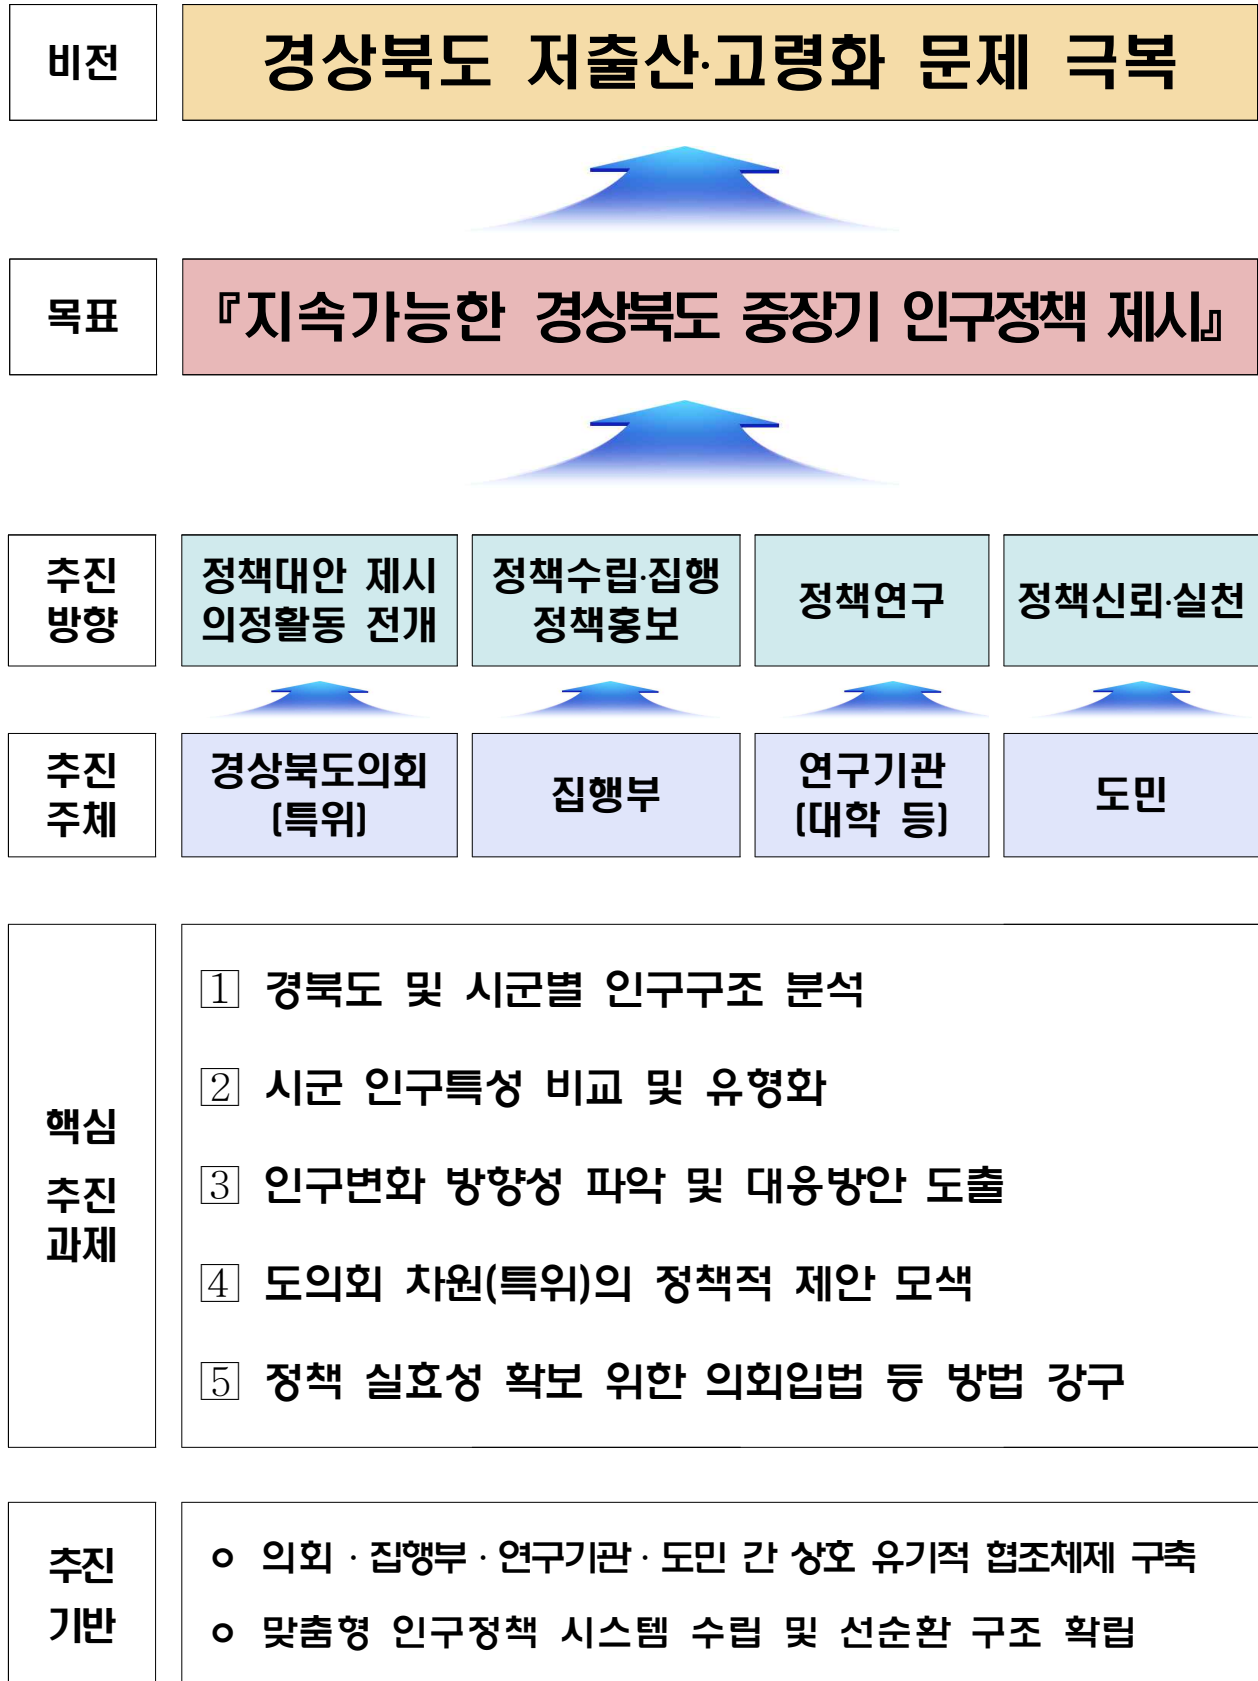 비전
경상북도 저출산·고령화 문제 극복
목표
『지속가능한 경상북도 중장기 인구정책 제시』
추진
방향
정책대안 제시
의정활동 전개
정책수립·집행
정책홍보
정책연구
정책신뢰·실천
추진
주체
경상북도의회
(특위)
집행부
연구기관
(대학 등)
도민
핵심
추진
과제
1 경북도 및 시군별 인구구조 분석
2 시군 인구특성 비교 및 유형화
3 인구변화 방향성 파악 및 대응방안 도출
4 도의회 차원(특위)의 정책적 제안 모색
5 정책 실효성 확보 위한 의회입법 등 방법 강구
추진
기반
ㅇ 의회 · 집행부 · 연구기관 · 도민 간 상호 유기적 협조체제 구축
ㅇ 맞춤형 인구정책 시스템 수립 및 선순환 구조 확립